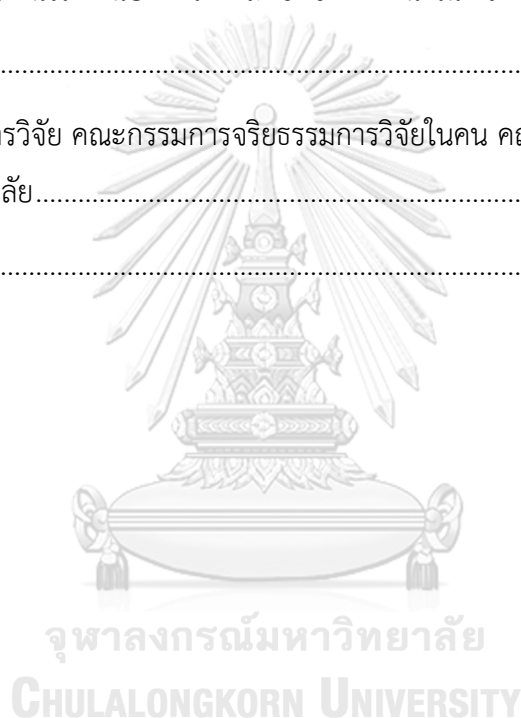 ................................................................
รวิจัย คณะกรรมการจริยธรรมการวิจัยในคน คณ
ลัย................................................................
................................................................
จุฬาลงกรณ์มหาวิทยาลัย
CHULALONGKORN UNIVERSITY